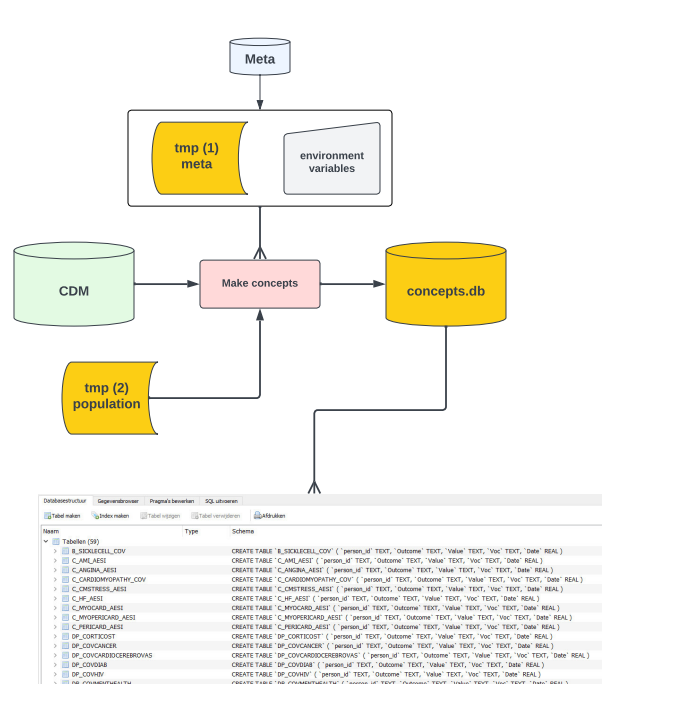 Meta
tmp (1)
meta
environment
variables
CDM
Make concepts
concepts.db
tmp (2)
population
Databasestructuur Gegevensbrowser Pragma's bewerken SQL uitvoeren
Tabel maken Index maken Tabel wijzigen Tabel verwijderen Afdrukken
Naam Type Schema
Tabellen (59)
B_SICKLECELL_COV CREATE TABLE `B_SICKLECELL_COV` ( `person_id` TEXT, `Outcome` TEXT, `Value` TEXT, `Voc` TEXT, `Date` REAL )
C_AMI_AESI CREATE TABLE `C_AMI_AESI` ( `person_id` TEXT, `Outcome` TEXT, `Value` TEXT, `Voc` TEXT, `Date` REAL )
C_ANGINA_AESI CREATE TABLE `C_ANGINA_AESI` ( `person_id` TEXT, `Outcome` TEXT, `Value` TEXT, `Voc` TEXT, `Date` REAL )
C_CARDIOMYOPATHY_COV CREATE TABLE `C_CARDIOMYOPATHY_COV` ( `person_id` TEXT, `Outcome` TEXT, `Value` TEXT, `Voc` TEXT, `Date` REAL )
C_CMSTRESS_AESI CREATE TABLE `C_CMSTRESS_AESI` ( `person_id` TEXT, `Outcome` TEXT, `Value` TEXT, `Voc` TEXT, `Date` REAL )
C_HF_AESI CREATE TABLE `C_HF_AESI` ( `person_id` TEXT, `Outcome` TEXT, `Value` TEXT, `Voc` TEXT, `Date` REAL )
C_MYOCARD_AESI CREATE TABLE `C_MYOCARD_AESI` ( `person_id` TEXT, `Outcome` TEXT, `Value` TEXT, `Voc` TEXT, `Date` REAL )
C_MYOPERICARD_AESI CREATE TABLE `C_MYOPERICARD_AESI` ( `person_id` TEXT, `Outcome` TEXT, `Value` TEXT, `Voc` TEXT, `Date` REAL )
C_PERICARD_AESI CREATE TABLE `C_PERICARD_AESI` ( `person_id` TEXT, `Outcome` TEXT, `Value` TEXT, `Voc` TEXT, `Date` REAL )
DP_CORTICOST CREATE TABLE `DP_CORTICOST` ( `person_id` TEXT, `Outcome` TEXT, `Value` TEXT, `Voc` TEXT, `Date` REAL )
DP_COVCANCER CREATE TABLE `DP_COVCANCER` ( `person_id` TEXT, `Outcome` TEXT, `Value` TEXT, `Voc` TEXT, `Date` REAL )
DP_COVCARDIOCEREBROVAS CREATE TABLE `DP_COVCARDIOCEREBROVAS` ( `person_id` TEXT, `Outcome` TEXT, `Value` TEXT, `Voc` TEXT, `Date` REAL )
DP_COVDIAB CREATE TABLE `DP_COVDIAB` ( `person_id` TEXT, `Outcome` TEXT, `Value` TEXT, `Voc` TEXT, `Date` REAL )
DP_COVHIV CREATE TABLE `DP_COVHIV` ( `person_id` TEXT, `Outcome` TEXT, `Value` TEXT, `Voc` TEXT, `Date` REAL )